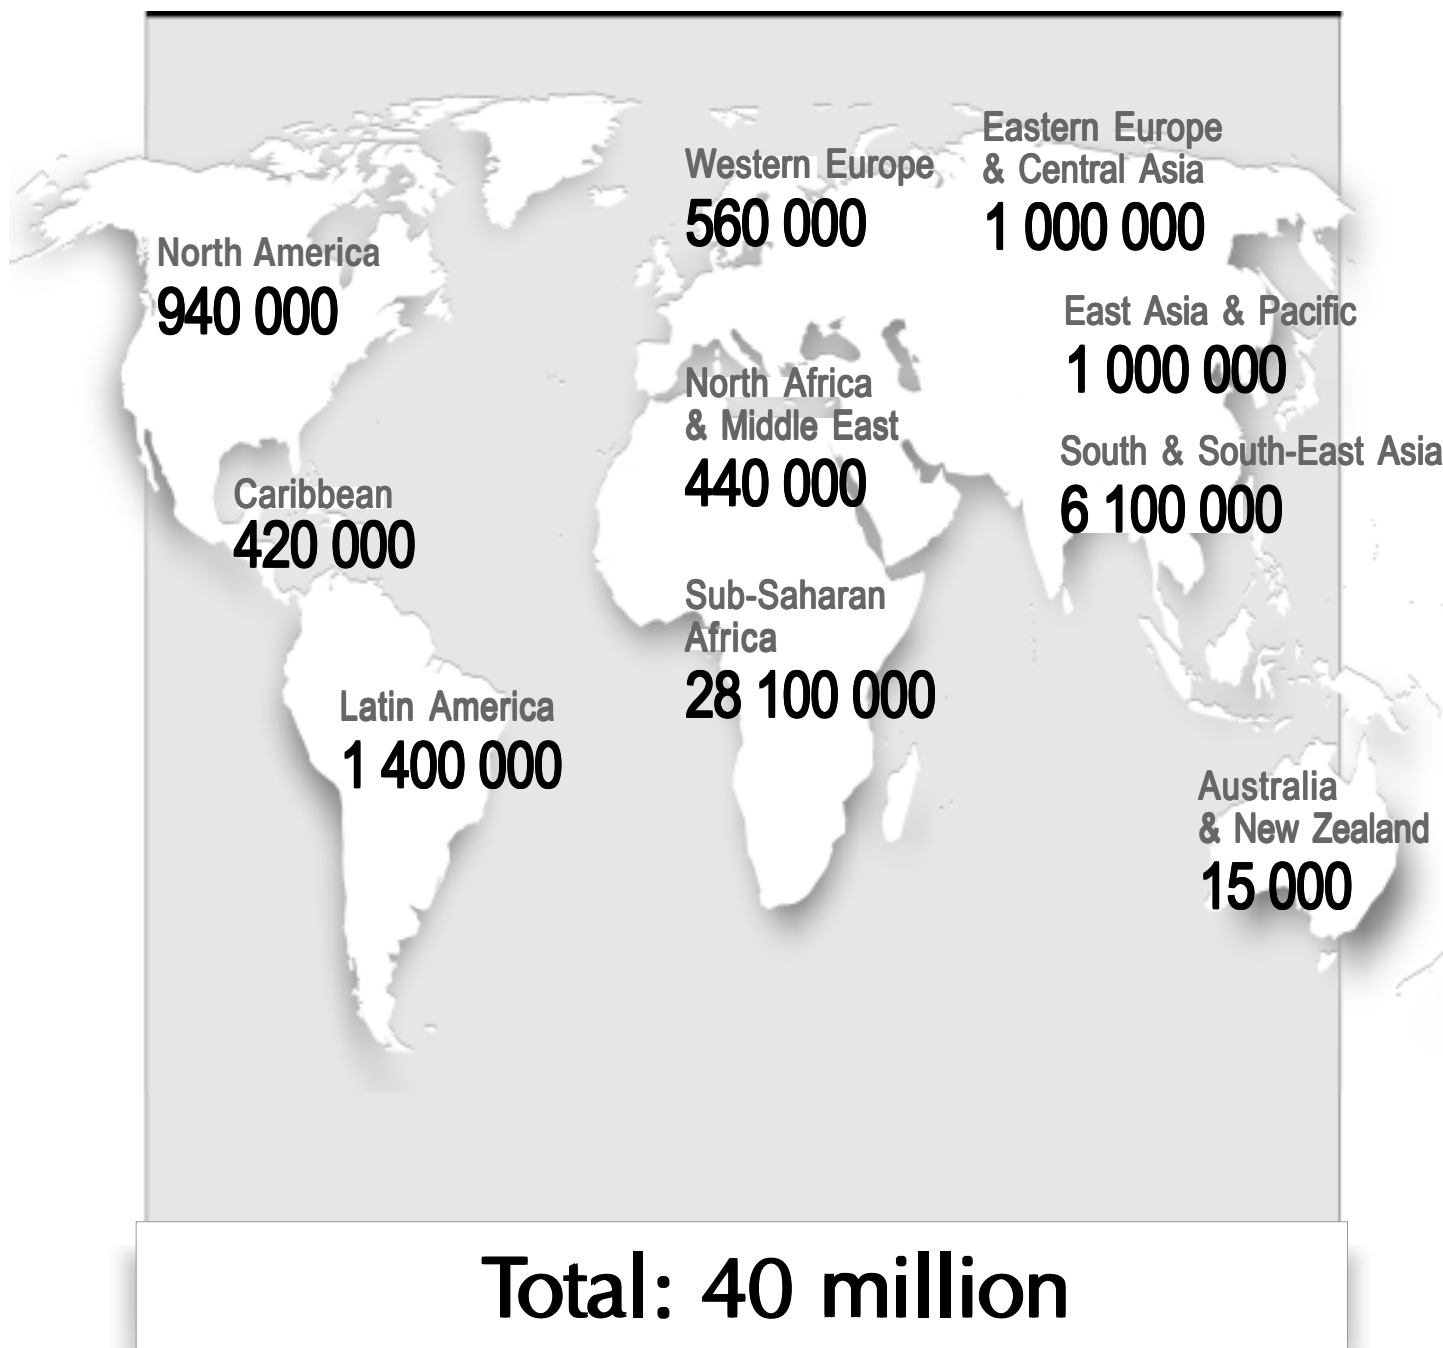 Eastern Europe
& Central Asia
1 000 000
Western Europe
560 000
North America
940 000
East Asia & Pacific
1 000 000
North Africa
& Middle East
440 000
South & South-East Asia
6 100 000
Caribbean
420 000
Sub-Saharan
Africa
28 100 000
Latin America
1 400 000
Australia
& New Zealand
15 000
Total: 40 million